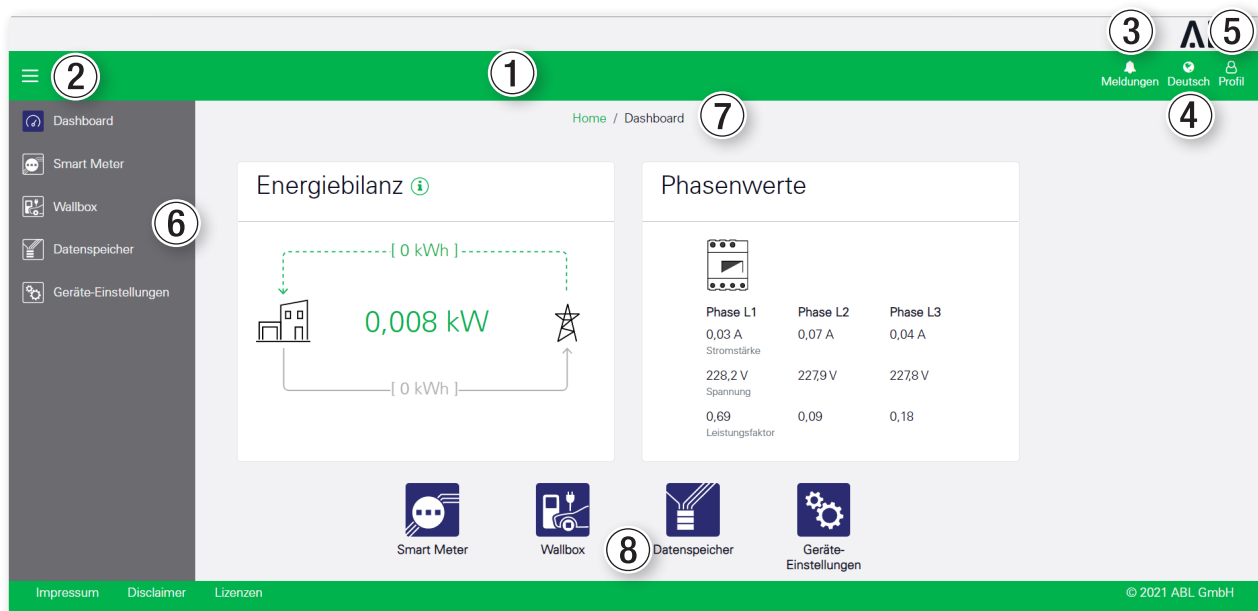 3
5
2
1
Meldungen Deutsch Profil
4
Dashboard
Home / Dashboard
7
Smart Meter
Wallbox
6
Datenspeicher
Geräte-Einstellungen
Energiebilanz i
[ 0 kWh ]
0,008 kW
[ 0 kWh ]
Phasenwerte
Phase L1 Phase L2 Phase L3
0,03 A 0,07 A 0,04 A
Stromstärke
228,2 V 227,9 V 227,8 V
Spannung
0,69 0,09 0,18
Leistungsfaktor
Smart Meter Wallbox 8 Datenspeicher Geräte-
Einstellungen
Impressum Disclaimer Lizenzen © 2021 ABL GmbH